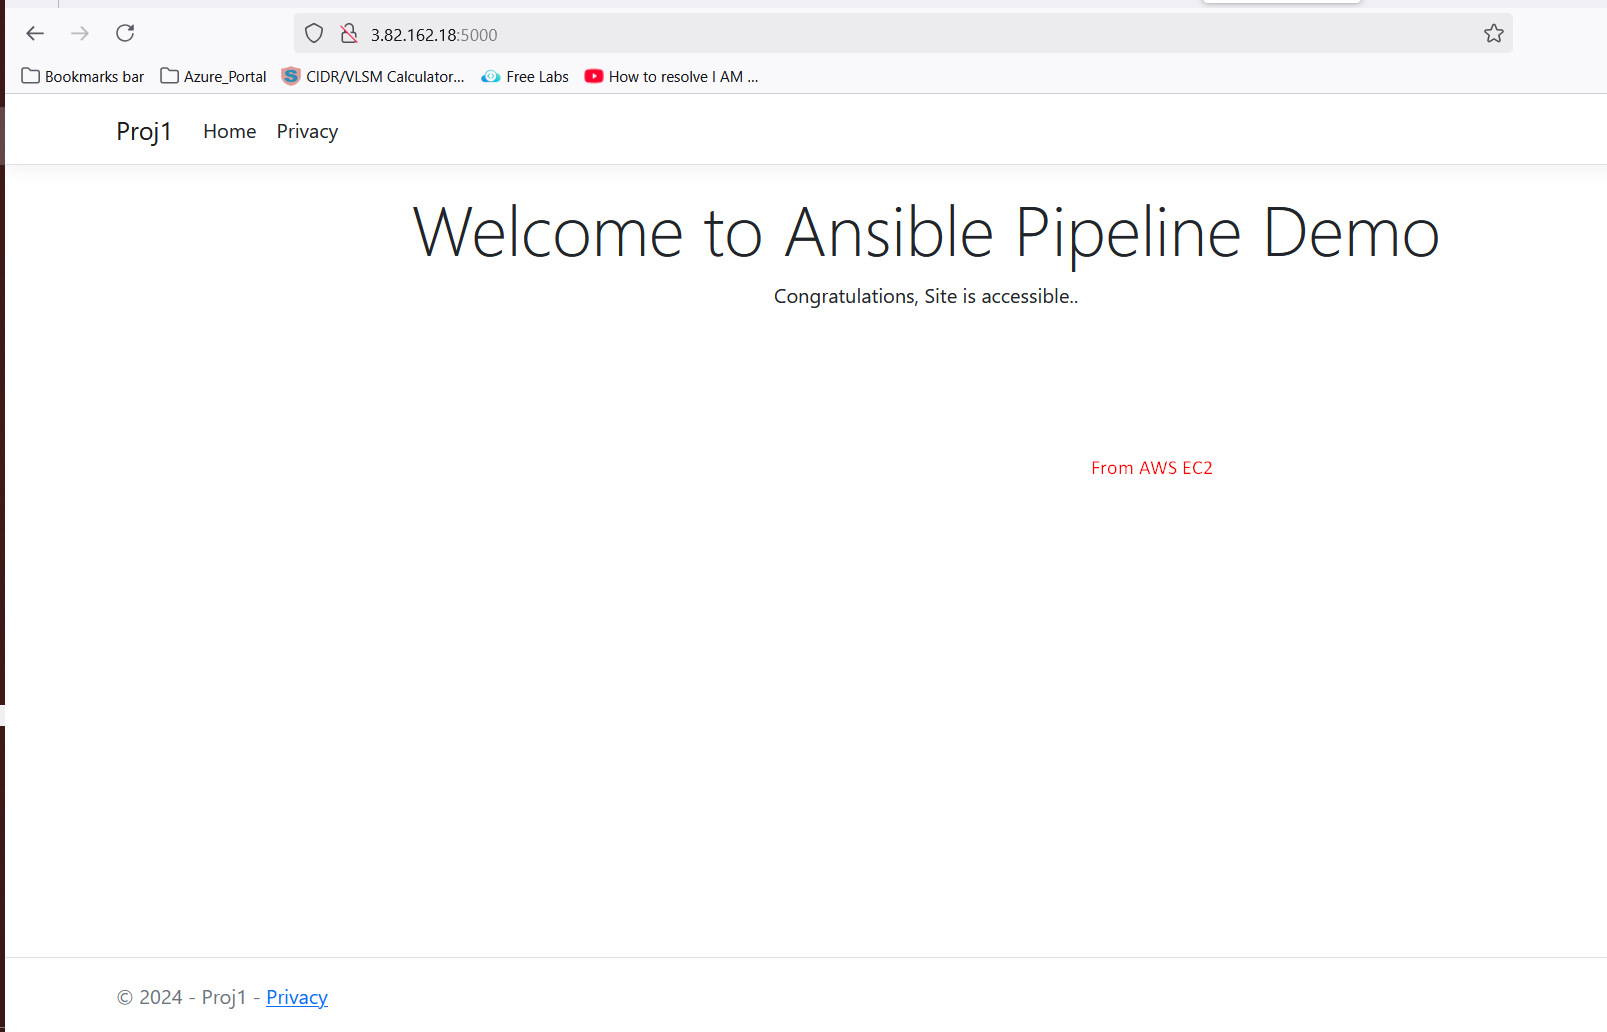 3.82.162.18:5000
Bookmarks bar Azure_Portal CIDR/VLSM Calculator... Free Labs How to resolve I AM ...
Proj1 Home Privacy
Welcome to Ansible Pipeline Demo
Congratulations, Site is accessible..
From AWS EC2
© 2024 - Proj1 - Privacy